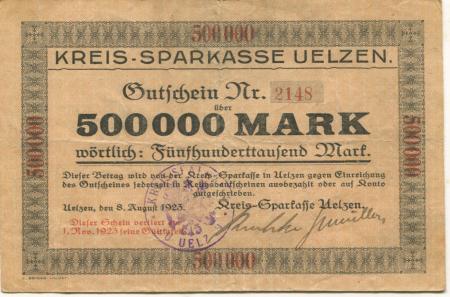 500000
KREIS-SPARKASSE UELZEN.
Gutschein Nr. 2148
über
500000 MARK
wörtlich: Fünfhunderttausend Mark.
Dieser Betrag wird von der Kreis-Sparkasse in Uelzen gegen Einreichung
des Gutscheines jederzeit in Reichsbanknoten ausbezahlt oder auf Konto
gutgeschrieben.
Uelzen, den 8. August 1923. Kreis-Sparkasse Uelzen.
Dieser Schein verliert
1. Nov. 1923 seine
UELZ
500000
500000
500000